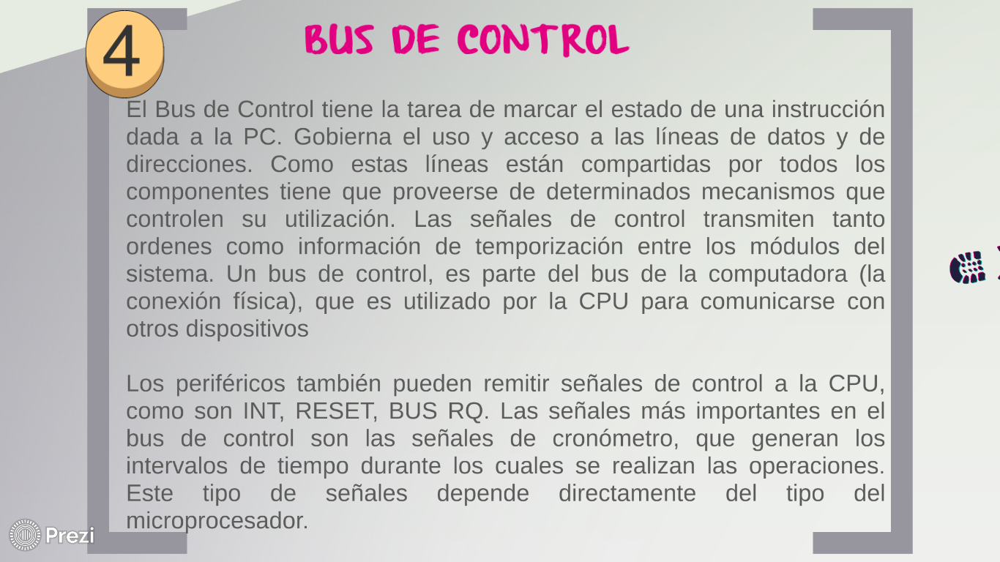 4
BUS DE CONTROL
El Bus de Control tiene la tarea de marcar el estado de una instrucción
dada a la PC. Gobierna el uso y acceso a las líneas de datos y de
direcciones. Como estas líneas están compartidas por todos los
componentes tiene que proveerse de determinados mecanismos que
controlen su utilización. Las señales de control transmiten tanto
ordenes como información de temporización entre los módulos del
sistema. Un bus de control, es parte del bus de la computadora (la
conexión física), que es utilizado por la CPU para comunicarse con
otros dispositivos
Los periféricos también pueden remitir señales de control a la CPU,
como son INT, RESET, BUS RQ. Las señales más importantes en el
bus de control son las señales de cronómetro, que generan los
intervalos de tiempo durante los cuales se realizan las operaciones.
Este tipo de señales depende directamente del tipo del
microprocesador.
Prezi